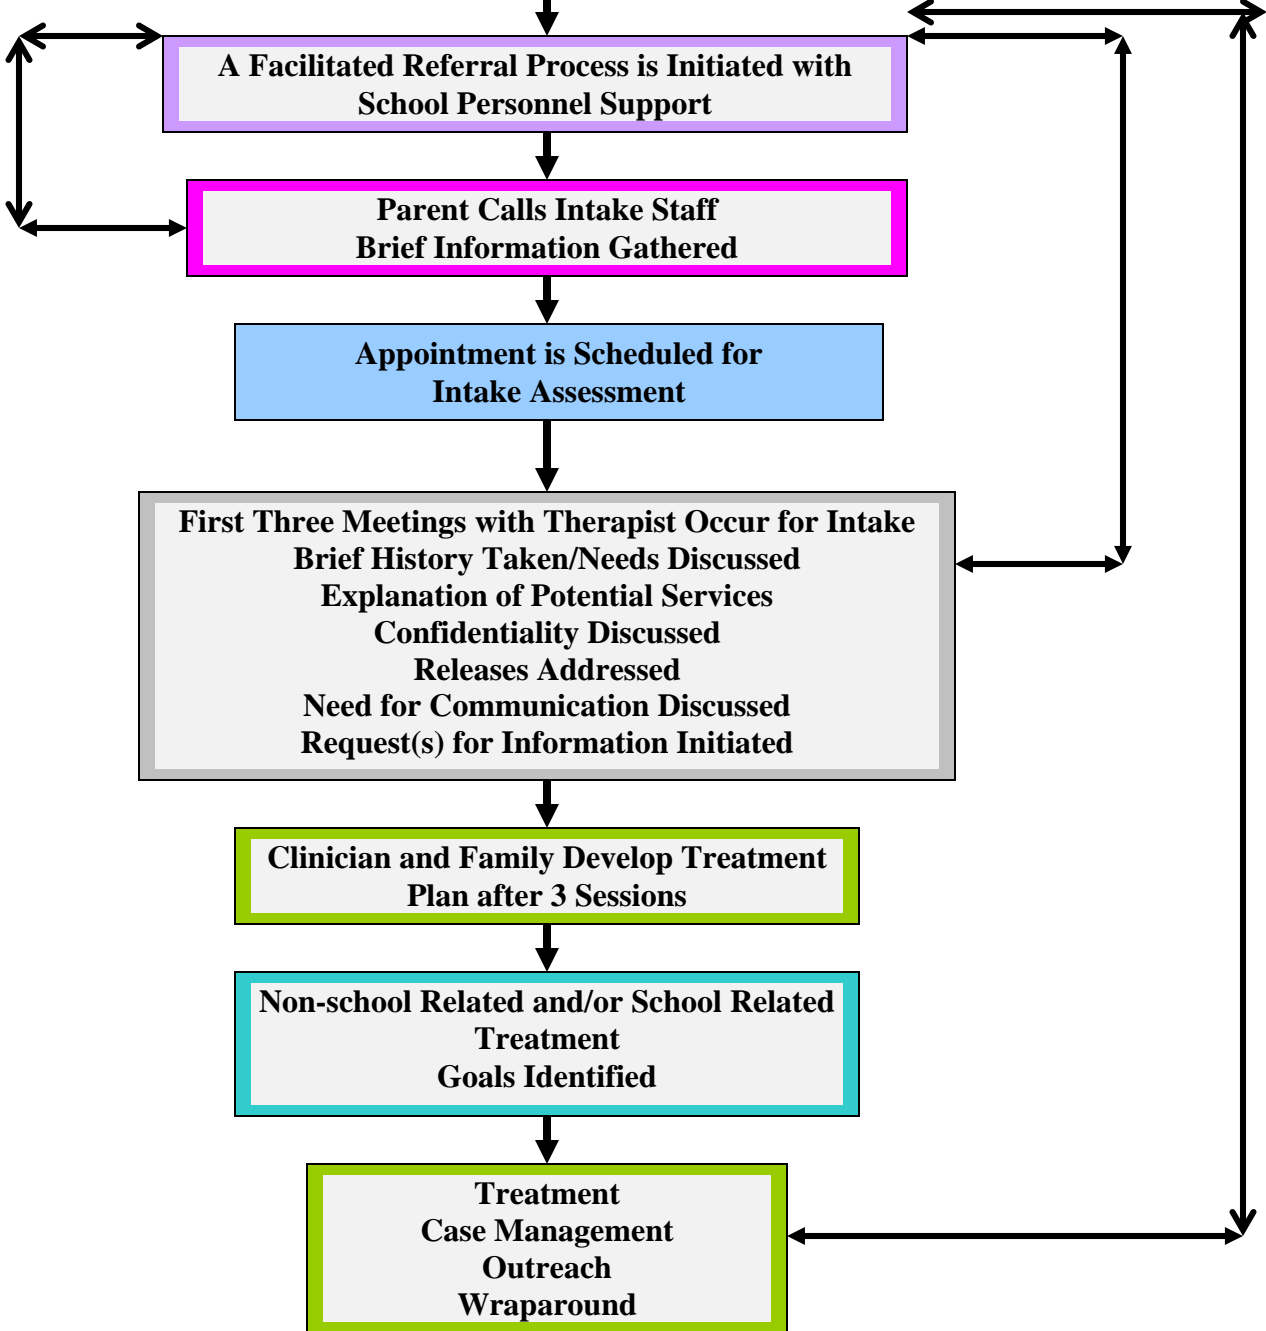 A Facilitated Referral Process is Initiated with
School Personnel Support
Parent Calls Intake Staff
Brief Information Gathered
Appointment is Scheduled for
Intake Assessment
First Three Meetings with Therapist Occur for Intake
Brief History Taken/Needs Discussed
Explanation of Potential Services
Confidentiality Discussed
Releases Addressed
Need for Communication Discussed
Request(s) for Information Initiated
Clinician and Family Develop Treatment
Plan after 3 Sessions
Non-school Related and/or School Related
Treatment
Goals Identified
Treatment
Case Management
Outreach
Wraparound